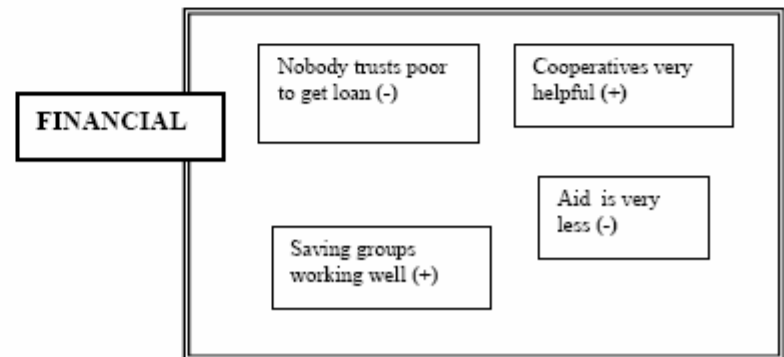 FINANCIAL
Nobody trusts poor
to get loan (-)
Cooperatives very
helpful (+)
Saving groups
working well (+)
Aid is very
less (-)